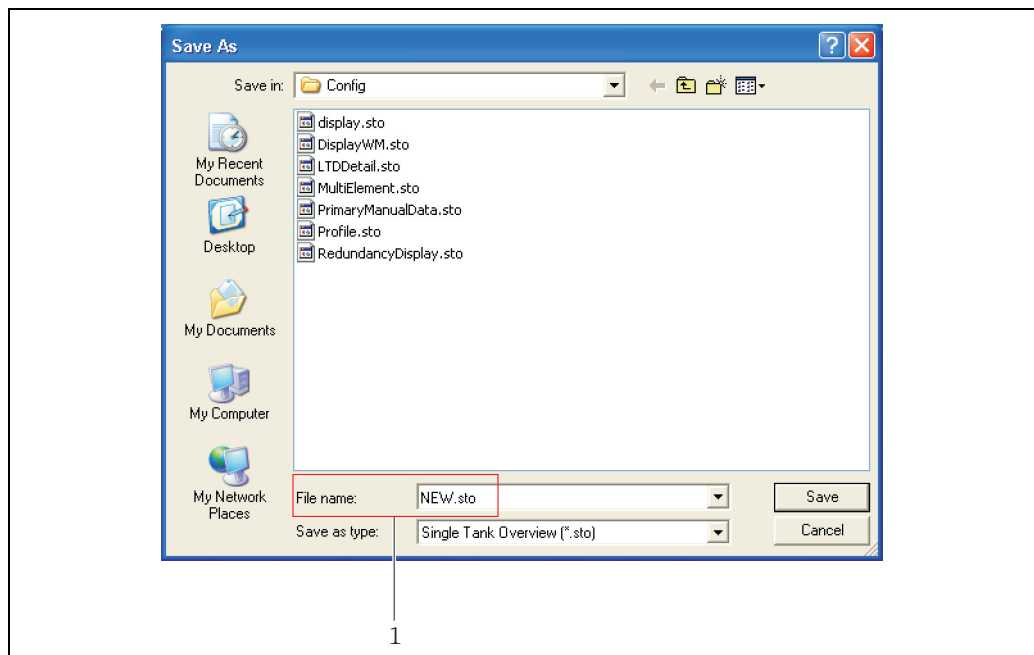 Save As
Save in:
Config
display.sto
DisplayWM.sto
LTDDetail.sto
MultiElement.sto
PrimaryManualData.sto
Profile.sto
RedundancyDisplay.sto
My Recent
Documents
Desktop
My Documents
My Computer
My Network
Places
File name:
NEW.sto
Save
Save as type:
Single Tank Overview (*.sto)
Cancel
1